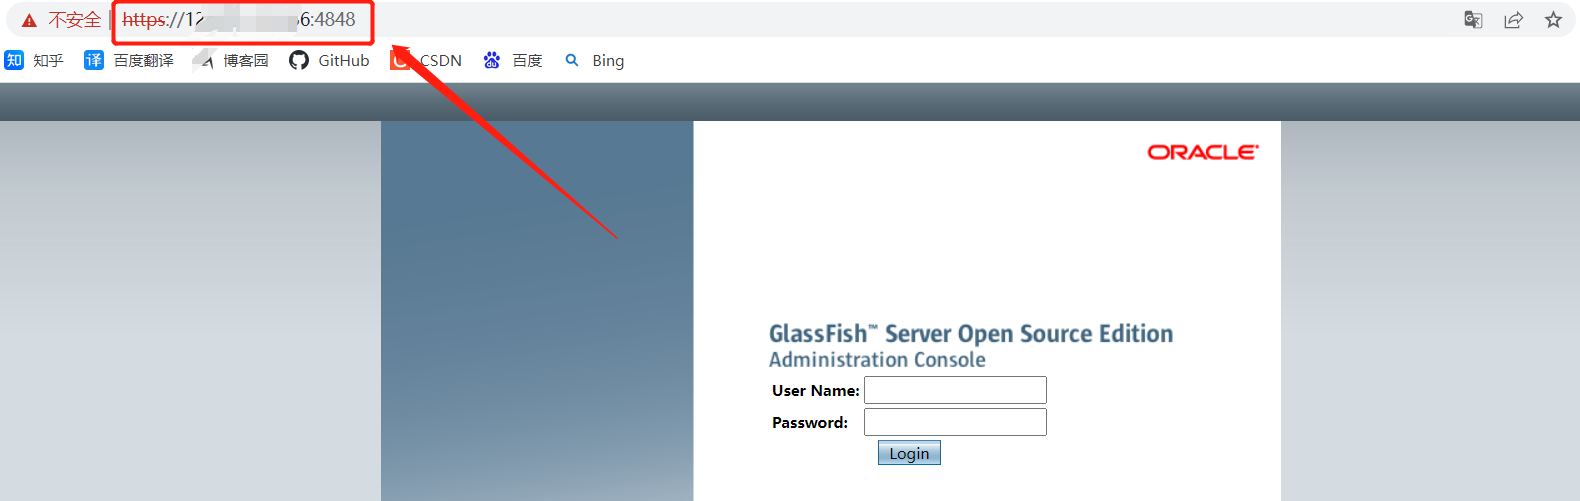 不安全 https://12 6:4848
知 知乎 译 百度翻译 博客园 GitHub C CSDN du 百度 Bing
ORACLE
GlassFish™ Server Open Source Edition
Administration Console
User Name:
Password:
Login